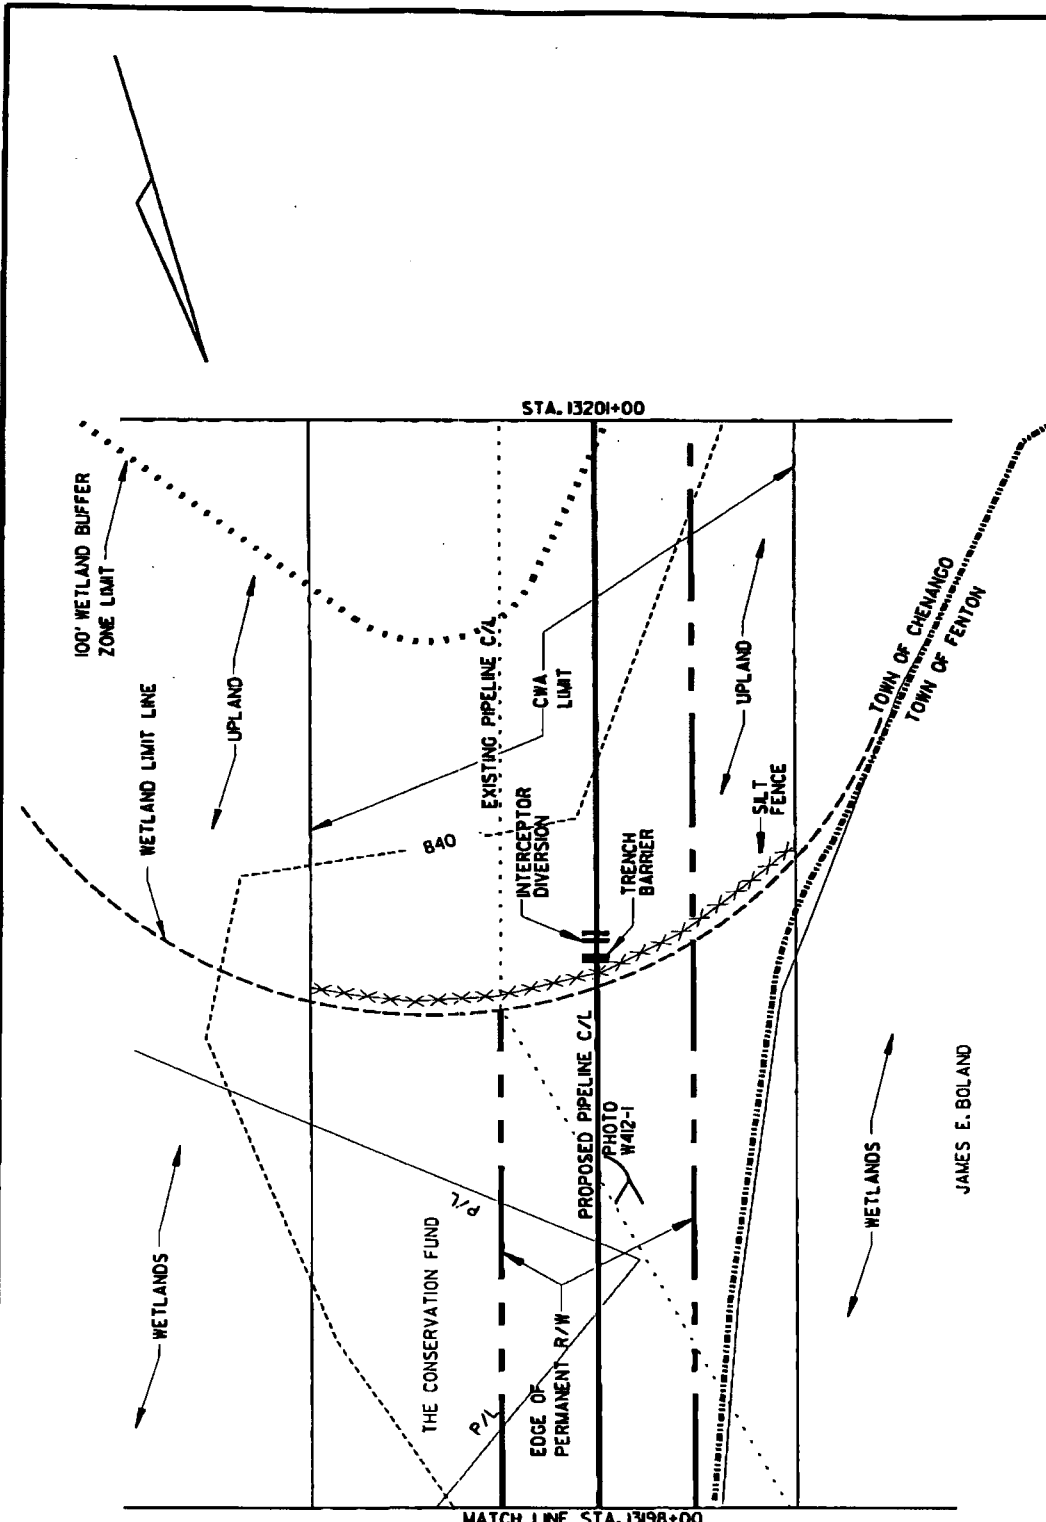 STA. 13201+00
100' WETLAND BUFFER
ZONE LIMIT
WETLAND LIMIT LINE
UPLAND
EXISTING PIPELINE C/L
CWA
LIMIT
UPLAND
TOWN OF CHENANGO
TOWN OF FENTON
840
INTERCEPTOR
DIVERSION
TRENCH
BARRIER
SILT
FENCE
PROPOSED PIPELINE C/L
PHOTO
W412-1
P/L
WETLANDS
THE CONSERVATION FUND
P/L
EDGE OF
PERMANENT R/W
WETLANDS
JAMES E. BOLAND
MATCH LINE STA. 13198+00